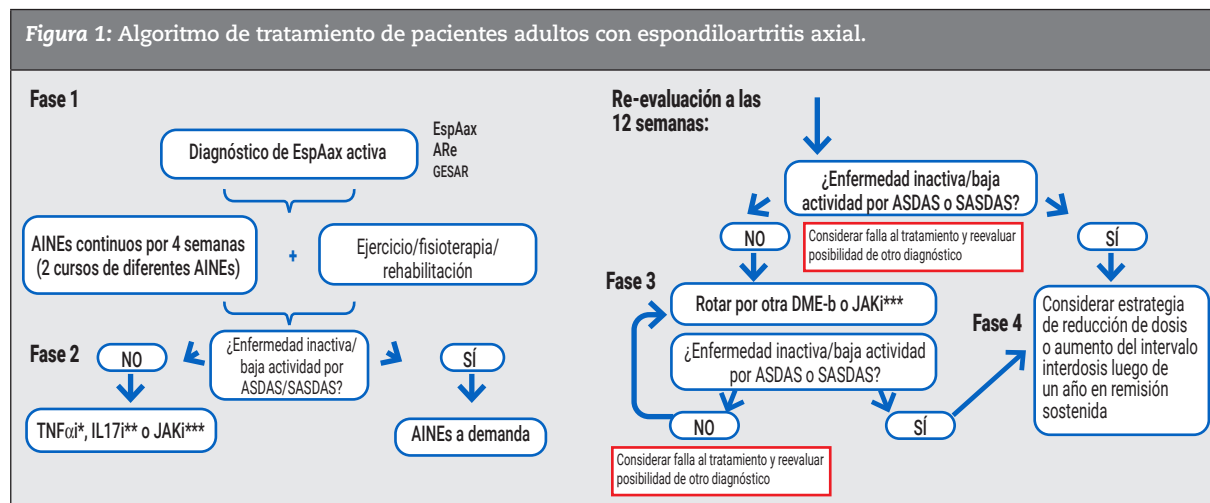 Figura 1: Algoritmo de tratamiento de pacientes adultos con espondiloartritis axial.
Fase 1
Diagnóstico de EspAax activa
EspAax
ARe
GESAR
AINEs continuos por 4 semanas
(2 cursos de diferentes AINEs)
+
Ejercicio/fisioterapia/
rehabilitación
Fase 2
NO
¿Enfermedad inactiva/
baja actividad por
ASDAS/SASDAS?
SÍ
TNFαi*, IL17i** o JAKi***
AINEs a demanda
Re-evaluación a las
12 semanas:
¿Enfermedad inactiva/baja
actividad por ASDAS o SASDAS?
NO
Considerar falla al tratamiento y reevaluar
posibilidad de otro diagnóstico
SÍ
Fase 3
Rotar por otra DME-b o JAKi***
¿Enfermedad inactiva/baja actividad
por ASDAS o SASDAS?
NO
SÍ
Considerar falla al tratamiento y reevaluar
posibilidad de otro diagnóstico
Fase 4
Considerar estrategia
de reducción de dosis
o aumento del intervalo
interdosis luego de
un año en remisión
sostenida